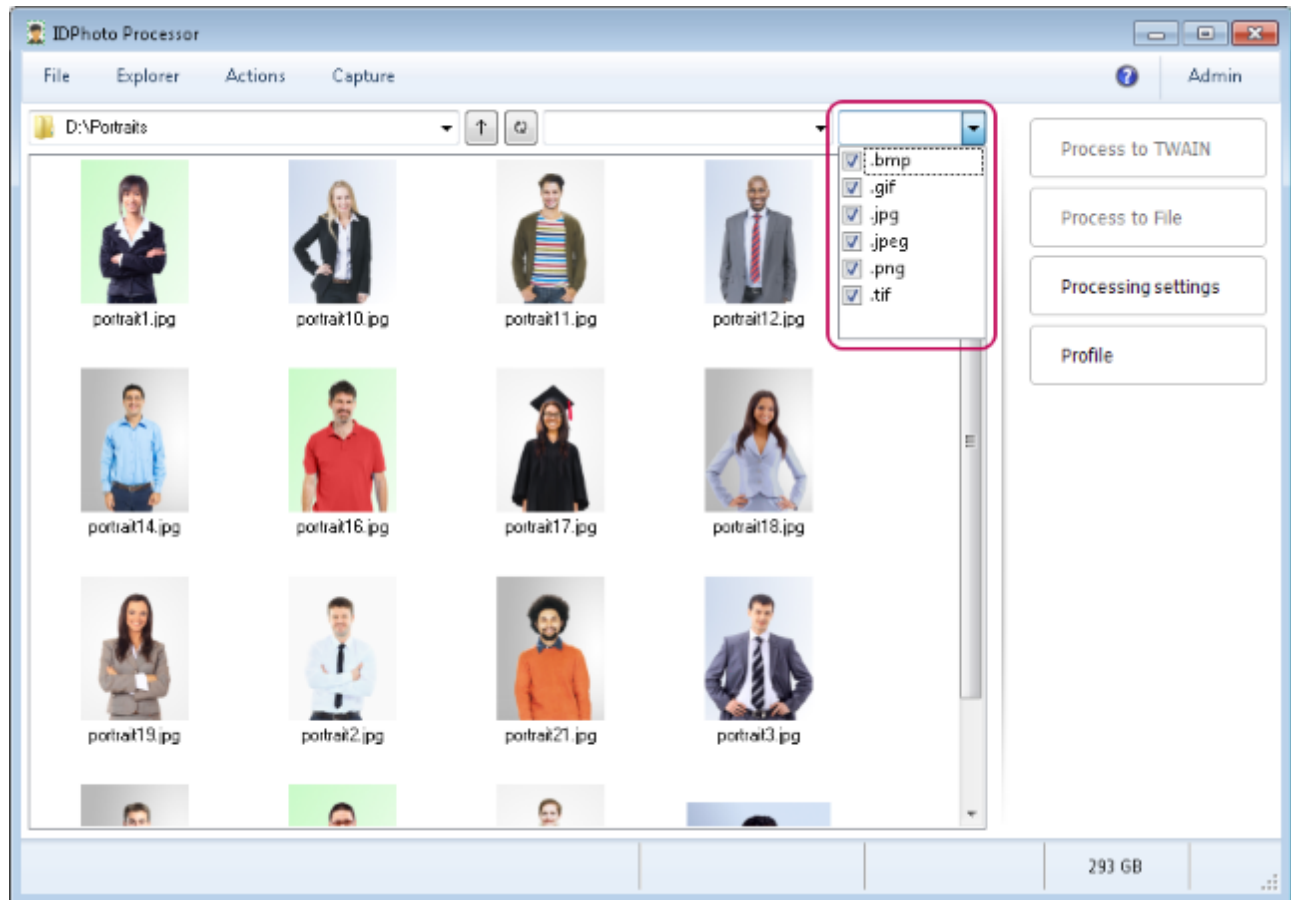 IDPhoto Processor
File Explorer Actions Capture Admin
D:\Portraits
Process to TWAIN
Process to File
Processing settings
Profile
.bmp
.gif
.jpg
.jpeg
.png
.tif
portrait1.jpg portrait10.jpg portrait11.jpg portrait12.jpg
portrait14.jpg portrait16.jpg portrait17.jpg portrait18.jpg
portrait19.jpg portrait2.jpg portrait21.jpg portrait3.jpg
293 GB